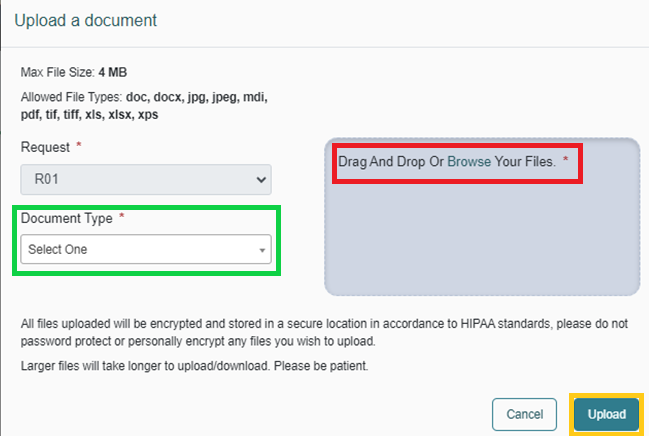 Upload a document
Max File Size: 4 MB
Allowed File Types: doc, docx, jpg, jpeg, mdi,
pdf, tif, tiff, xls, xlsx, xps
Request *
R01
Document Type *
Select One
Drag And Drop Or Browse Your Files. *
All files uploaded will be encrypted and stored in a secure location in accordance to HIPAA standards, please do not
password protect or personally encrypt any files you wish to upload.
Larger files will take longer to upload/download. Please be patient.
Cancel
Upload